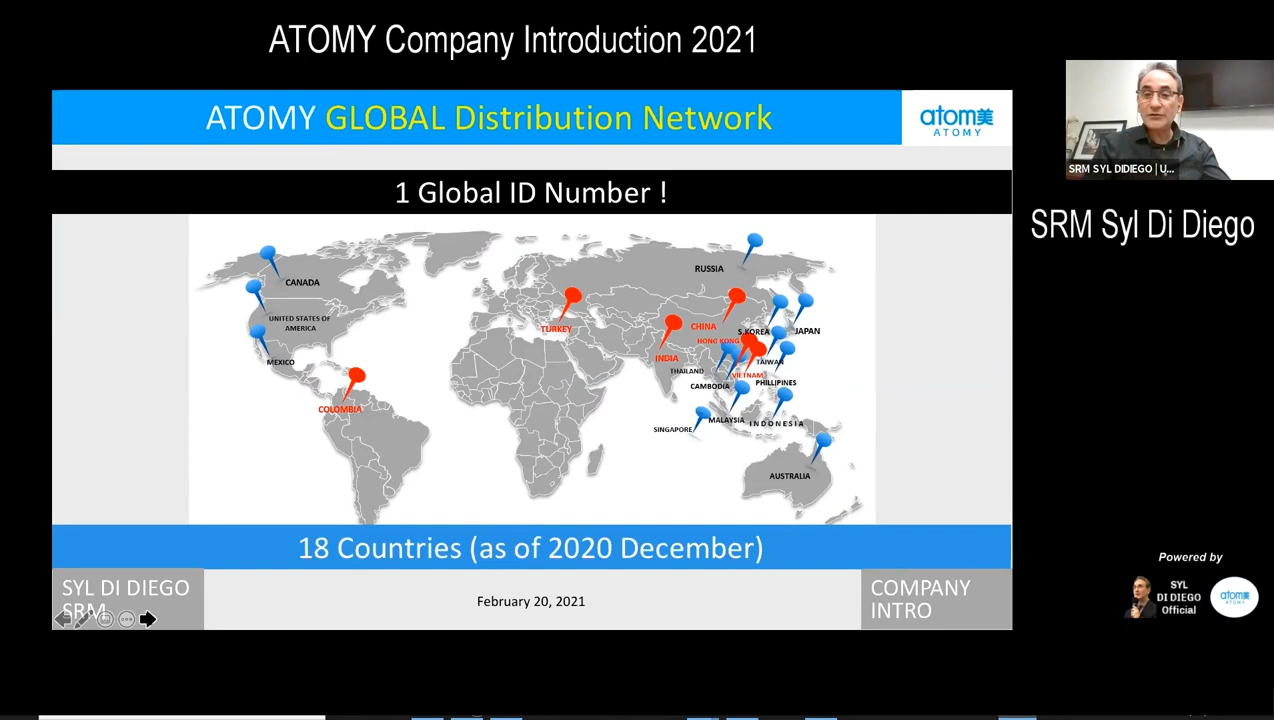 ATOMY Company Introduction 2021
ATOMY GLOBAL Distribution Network
atom美
ATOMY
SRM SYL DIDIEGO | U...
1 Global ID Number !
SRM Syl Di Diego
CANADA
RUSSIA
UNITED STATES OF
AMERICA
TURKEY
CHINA
S.KOREA
JAPAN
HONG KONG
MEXICO
INDIA
TAIWAN
THAILAND
VIETNAM
CAMBODIA
PHILLIPINES
COLOMBIA
MALAYSIA
INDONESIA
SINGAPORE
AUSTRALIA
18 Countries (as of 2020 December)
Powered by
SYL
DI DIEGO
Official
atom美
ATOMY
SYL DI DIEGO
SRM
February 20, 2021
COMPANY
INTRO